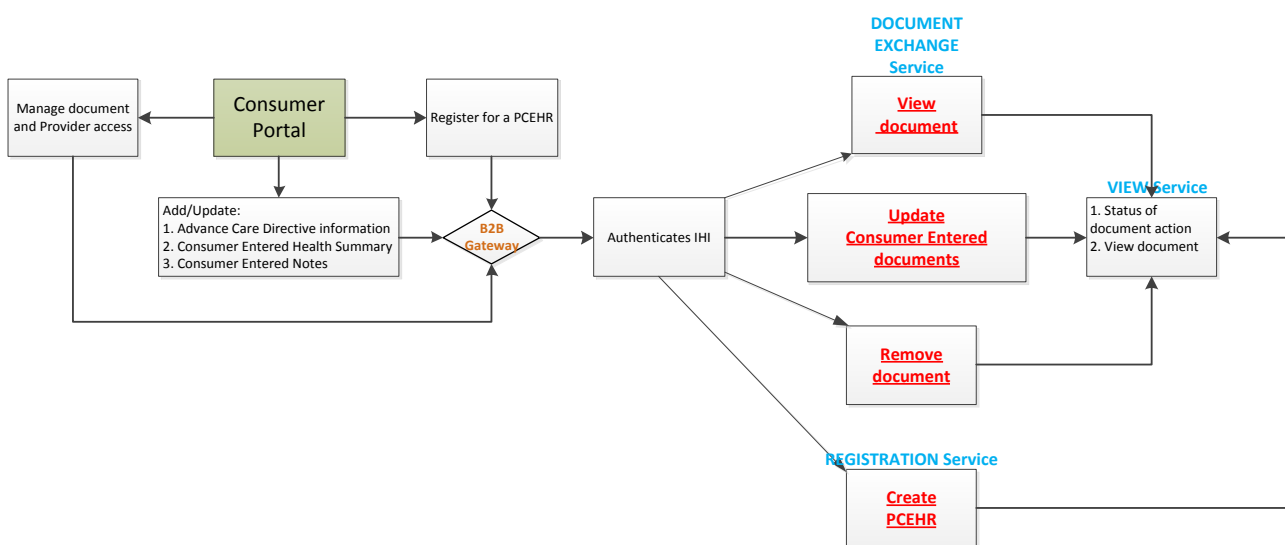 DOCUMENT
EXCHANGE
Service
Manage document
and Provider access
Consumer
Portal
Register for a PCEHR
View
document
Add/Update:
1. Advance Care Directive information
2. Consumer Entered Health Summary
3. Consumer Entered Notes
B2B
Gateway
Authenticates IHI
Update
Consumer Entered
documents
VIEW Service
1. Status of
document action
2. View document
Remove
document
REGISTRATION Service
Create
PCEHR